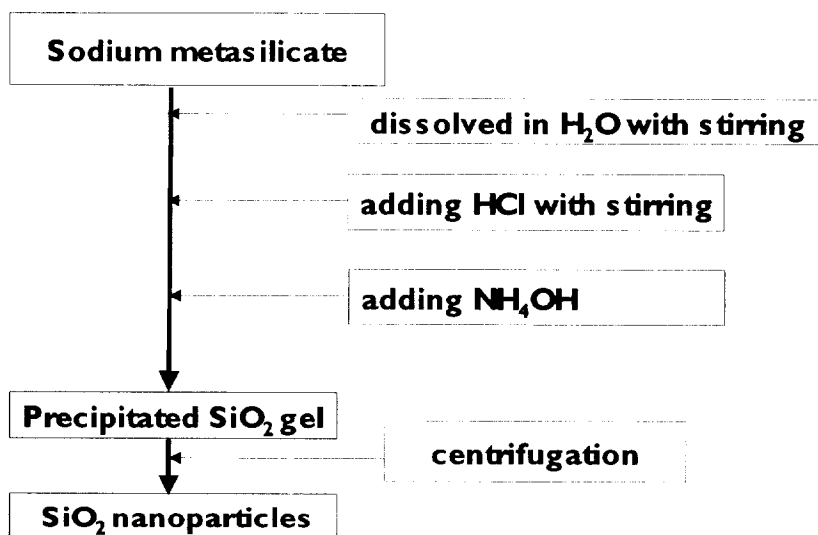 Sodium metasilicate
dissolved in H₂O with stirring
adding HCl with stirring
adding NH₄OH
Precipitated SiO₂ gel
centrifugation
SiO₂ nanoparticles